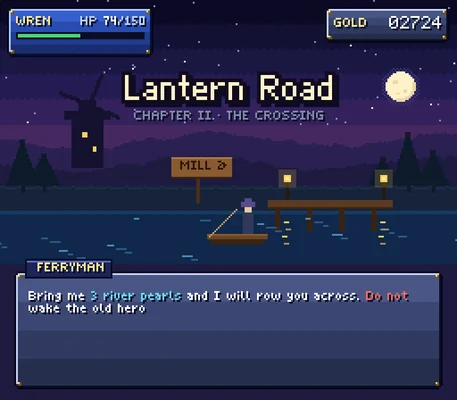 WREN HP 74/150
GOLD 02724
Lantern Road
CHAPTER II · THE CROSSING
MILL 2
FERRYMAN
Bring me 3 river pearls and I will row you across. Do not
wake the old hero